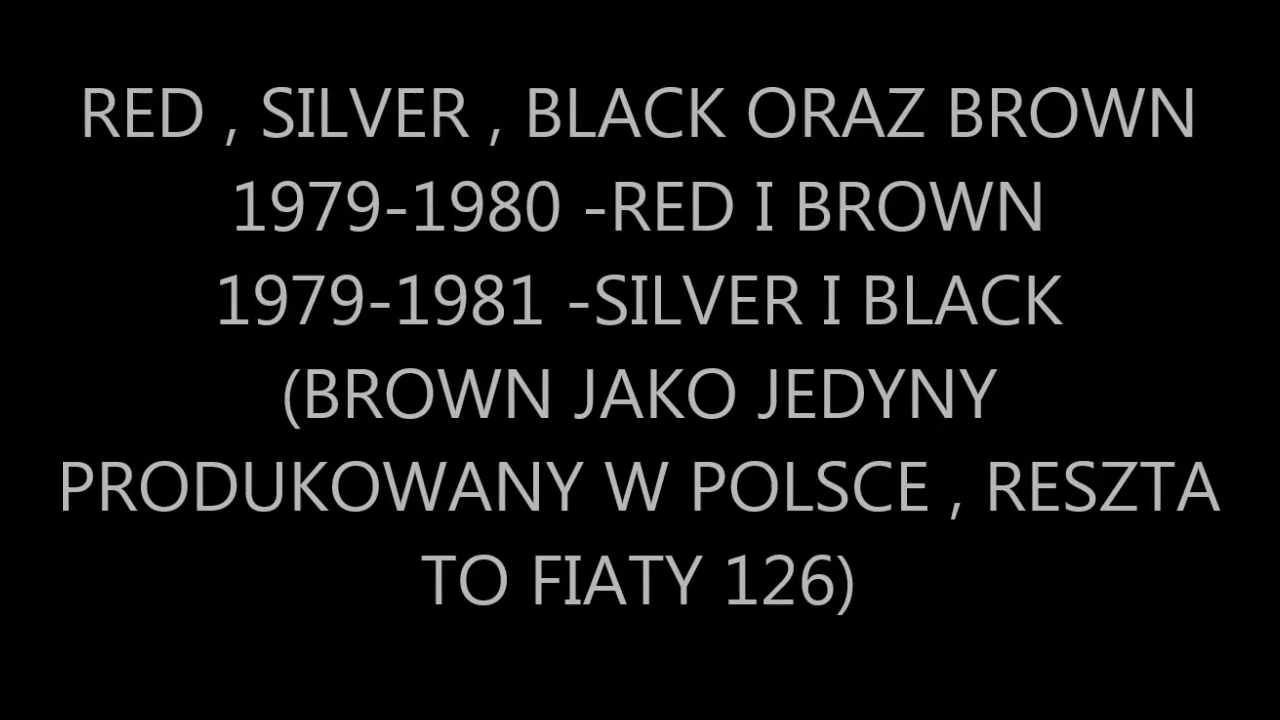 RED , SILVER , BLACK ORAZ BROWN
1979-1980 -RED I BROWN
1979-1981 -SILVER I BLACK
(BROWN JAKO JEDYNY
PRODUKOWANY W POLSCE , RESZTA
TO FIATY 126)